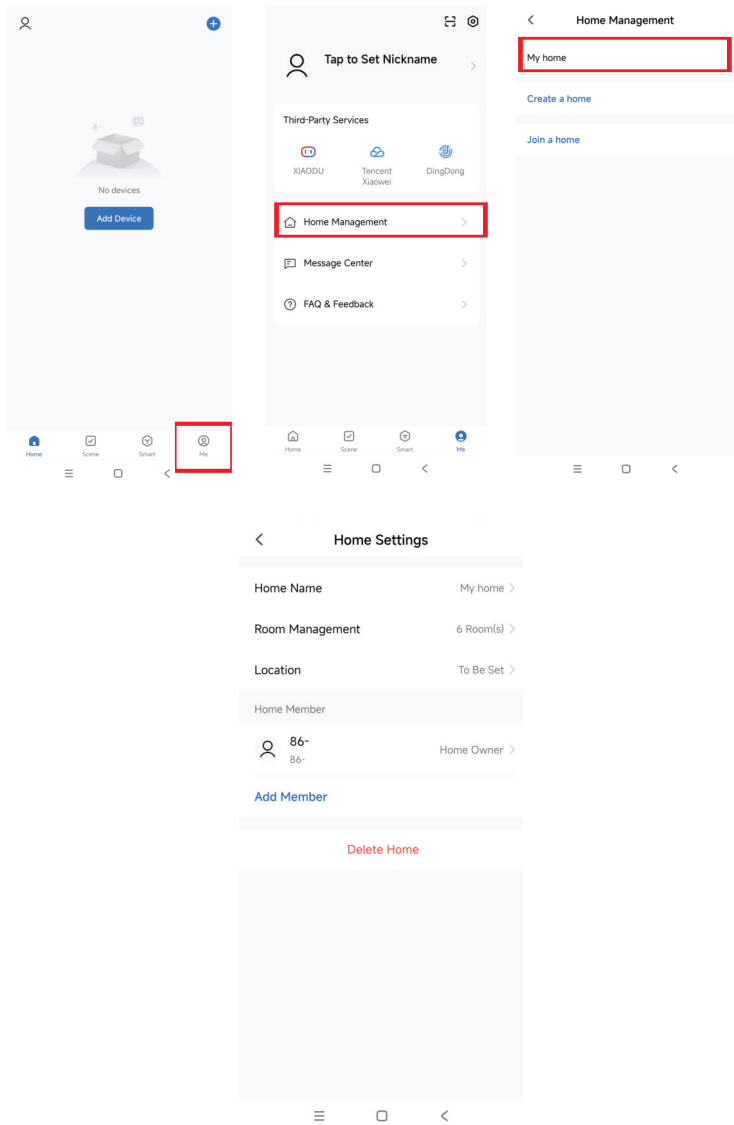 No devices
Add Device
Home
Scene
Smart
Me
Tap to Set Nickname
Third-Party Services
XIAODU
Tencent
Xiaowei
DingDong
Home Management
Message Center
FAQ & Feedback
Home
Scene
Smart
Me
Home Management
My home
Create a home
Join a home
Home Settings
Home Name My home
Room Management 6 Room(s)
Location To Be Set
Home Member
86-
86-
Home Owner
Add Member
Delete Home